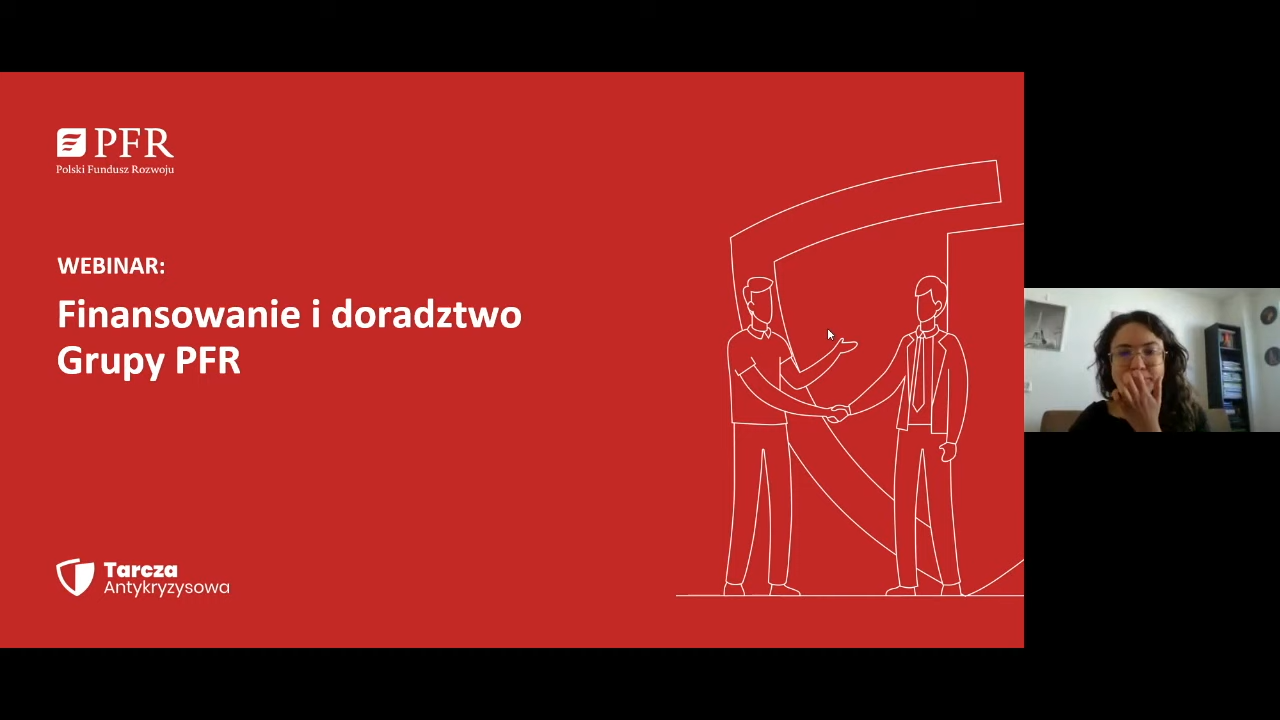 PFR
Polski Fundusz Rozwoju
WEBINAR:
Finansowanie i doradztwo
Grupy PFR
Tarcza
Antykryzysowa